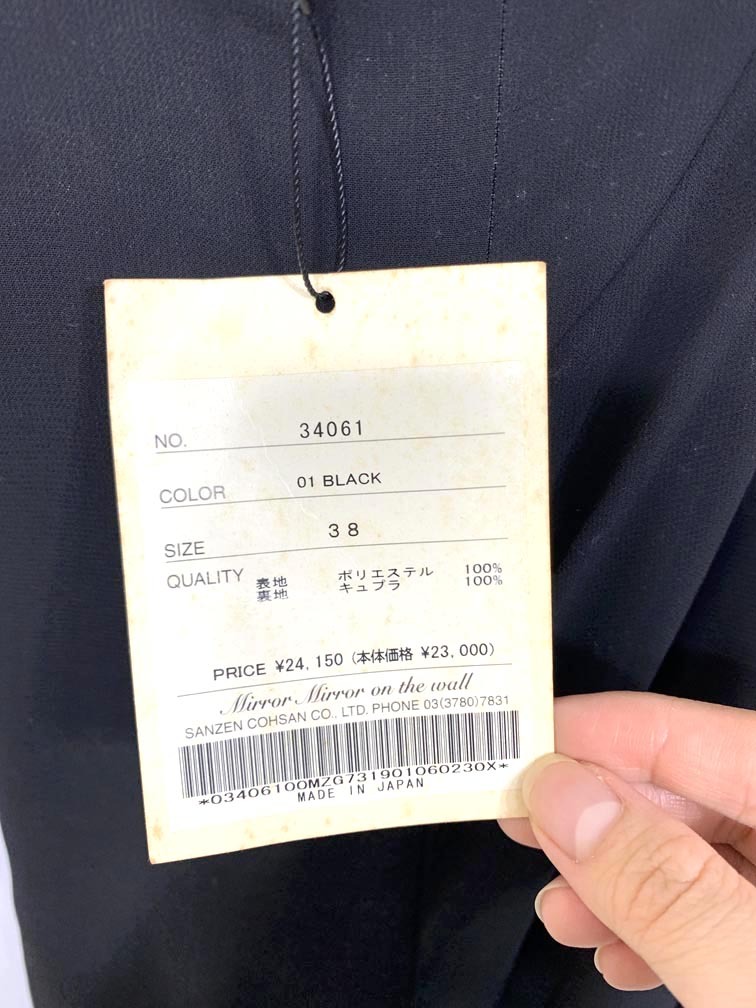 NO. 34061
COLOR 01 BLACK
SIZE 38
QUALITY 表地 ポリエステル 100%
裏地 キュプラ 100%
PRICE ¥24,150 (本体価格 ¥23,000)
Mirror Mirror on the wall
SANZEN COHSAN CO., LTD. PHONE 03(3780)7831
*03406100MZG731901060230X*
MADE IN JAPAN